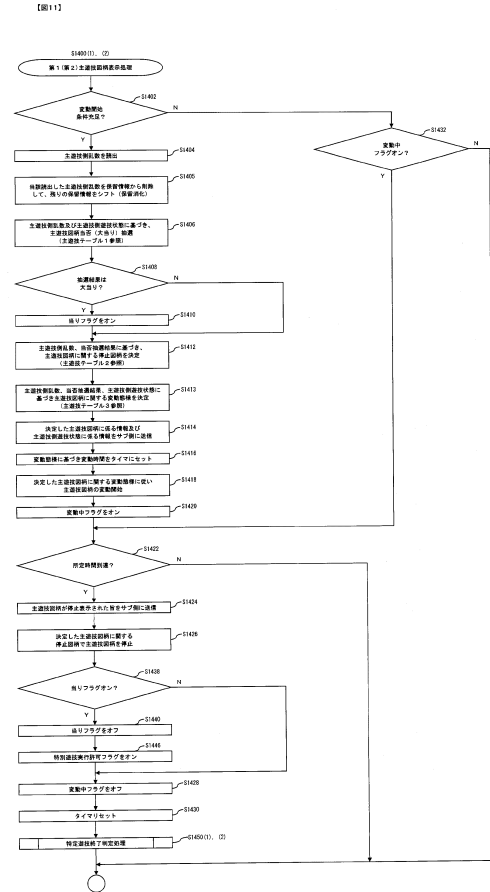 【図11】
S1400(1)、(2)
第1(第2)主遊技図柄表示処理
S1402
変動開始
条件充足?
N
Y
S1432
変動中
フラグオン?
N
Y
S1404
主遊技側乱数を読出
S1405
当該読出した主遊技側乱数を保留情報から削除
して、残りの保留情報をシフト(保留消化)
S1406
主遊技側乱数及び主遊技側遊技状態に基づき、
主遊技図柄当否(大当り)抽選
(主遊技テーブル1参照)
S1408
抽選結果は
大当り?
N
Y
S1410
当りフラグをオン
S1412
主遊技側乱数、当否抽選結果に基づき、
主遊技図柄に関する停止図柄を決定
(主遊技テーブル2参照)
S1413
主遊技側乱数、当否抽選結果、主遊技側遊技状態に
基づき主遊技図柄に関する変動態様を決定
(主遊技テーブル3参照)
S1414
決定した主遊技図柄に係る情報及び
主遊技側遊技状態に係る情報をサブ側に送信
S1416
変動態様に基づき変動時間をタイマにセット
S1418
決定した主遊技図柄に関する変動態様に従い
主遊技図柄の変動開始
S1420
変動中フラグをオン
S1422
所定時間到達?
N
Y
S1424
主遊技図柄が停止表示された旨をサブ側に送信
S1426
決定した主遊技図柄に関する
停止図柄で主遊技図柄を停止
S1438
当りフラグオン?
N
Y
S1440
当りフラグをオフ
S1446
特別遊技実行許可フラグをオン
S1428
変動中フラグをオフ
S1430
タイマリセット
S1450(1)、(2)
特定遊技終了判定処理